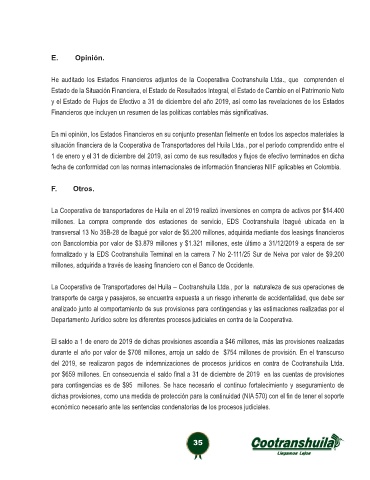 E. Opinión.
He auditado los Estados Financieros adjuntos de la Cooperativa Cootranshuila Ltda., que comprenden el
Estado de la Situación Financiera, el Estado de Resultados Integral, el Estado de Cambio en el Patrimonio Neto
y el Estado de Flujos de Efectivo a 31 de diciembre del año 2019, así como las revelaciones de los Estados
Financieros que incluyen un resumen de las políticas contables más significativas.
En mi opinión, los Estados Financieros en su conjunto presentan fielmente en todos los aspectos materiales la
situación financiera de la Cooperativa de Transportadores del Huila Ltda., por el período comprendido entre el
1 de enero y el 31 de diciembre del 2019, así como de sus resultados y flujos de efectivo terminados en dicha
fecha de conformidad con las normas internacionales de información financieras NIIF aplicables en Colombia.
F. Otros.
La Cooperativa de transportadores de Huila en el 2019 realizó inversiones en compra de activos por $14.400
millones. La compra comprende dos estaciones de servicio, EDS Cootranshuila Ibagué ubicada en la
transversal 13 No 35B-28 de Ibagué por valor de $5,200 millones, adquirida mediante dos leasings financieros
con Barcolombia por valor de $3.879 millones y $1.321 millones, este último a 31/12/2019 a espera de ser
formalizado y la EDS Cootranshuila Terminal en la carrera 7 No 2-111/25 Sur de Neiva por valor de $9.200
millones, adquirida a través de leasing financiero con el Banco de Occidente.
La Cooperativa de Transportadores del Huila – Cootranshuila Ltda., por la naturaleza de sus operaciones de
transporte de carga y pasajeros, se encuentra expuesta a un riesgo inherente de accidentalidad, que debe ser
analizado junto al comportamiento de sus provisiones para contingencias y las estimaciones realizadas por el
Departamento Jurídico sobre los diferentes procesos judiciales en contra de la Cooperativa.
El saldo a 1 de enero de 2019 de dichas provisiones ascendía a $46 millones, más las provisiones realizadas
durante el año por valor de $708 millones, arroja un saldo de $754 millones de provisión. En el transcurso
del 2019, se realizaron pagos de indemnizaciones de procesos jurídicos en contra de Cootranshuila Ltda,
por $659 millones. En consecuencia el saldo final a 31 de diciembre de 2019 en las cuentas de provisiones
para contingencias es de $95 millones. Se hace necesario el continuo fortalecimiento y aseguramiento de
dichas provisiones, como una medida de protección para la continuidad (NIA 570) con el fin de tener el soporte
económico necesario ante las sentencias condenatorias de los procesos judiciales.
35
Cootranshuila
Llegamos Lejos